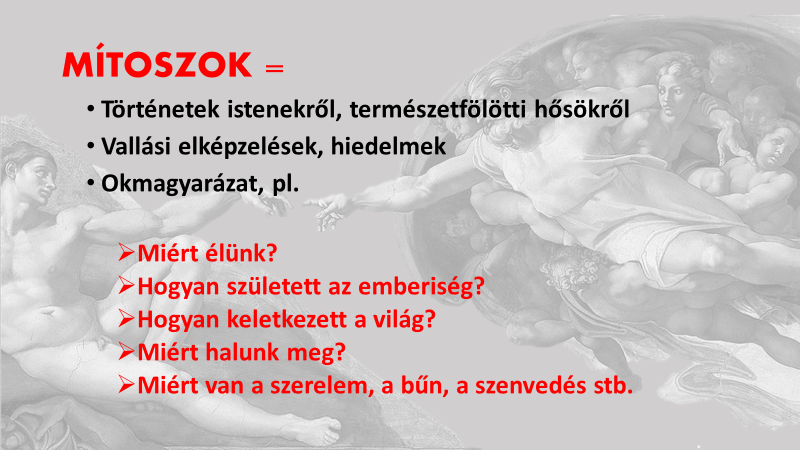 MÍTOSZOK =
• Történetek istenekről, természetfölötti hősökről
• Vallási elképzelések, hiedelmek
• Okmagyarázat, pl.
➢Miért élünk?
➢Hogyan született az emberiség?
➢Hogyan keletkezett a világ?
➢Miért halunk meg?
➢Miért van a szerelem, a bűn, a szenvedés stb.